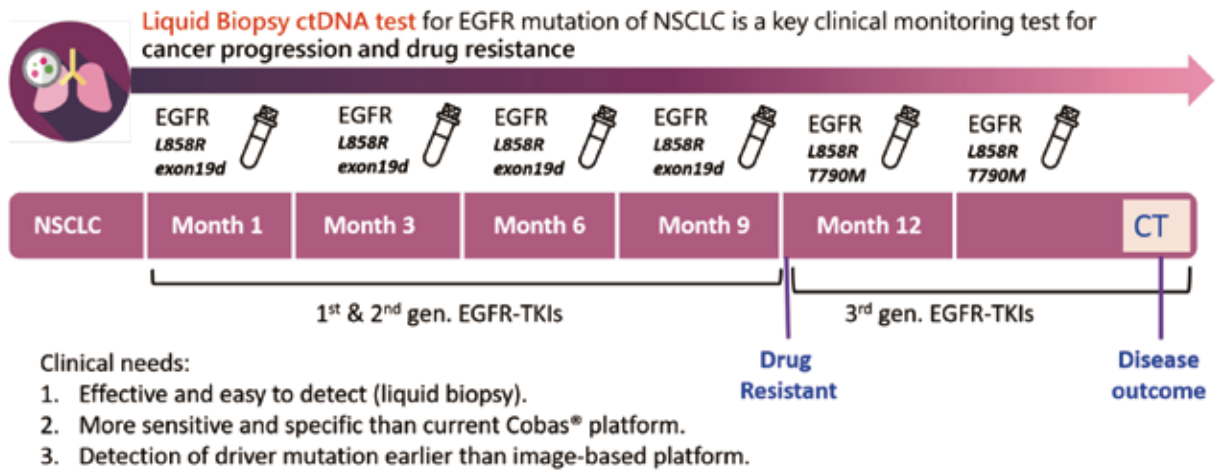 Liquid Biopsy ctDNA test for EGFR mutation of NSCLC is a key clinical monitoring test for
cancer progression and drug resistance
EGFR
L858R
exon19d
EGFR
L858R
exon19d
EGFR
L858R
exon19d
EGFR
L858R
exon19d
EGFR
L858R
T790M
EGFR
L858R
T790M
NSCLC
Month 1
Month 3
Month 6
Month 9
Month 12
CT
1st & 2nd gen. EGFR-TKIs
3rd gen. EGFR-TKIs
Drug
Resistant
Disease
outcome
Clinical needs:
1. Effective and easy to detect (liquid biopsy).
2. More sensitive and specific than current Cobas® platform.
3. Detection of driver mutation earlier than image-based platform.